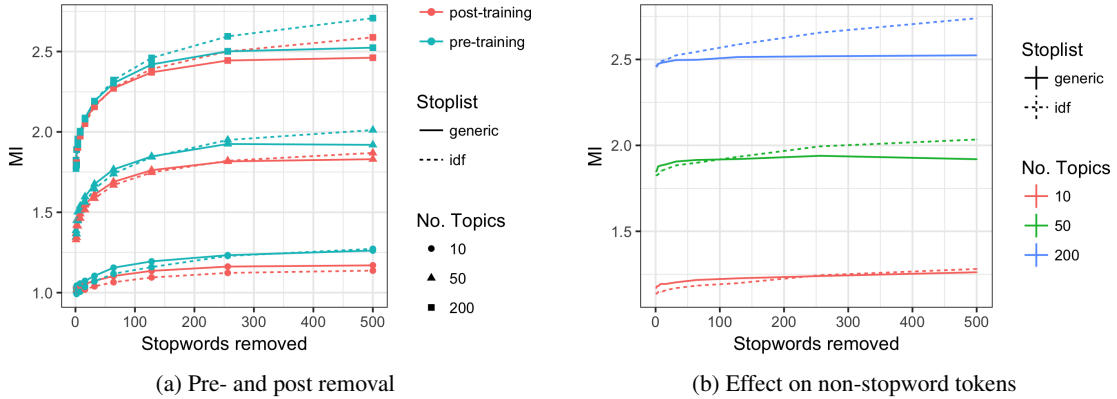 post-training
pre-training
Stoplist
generic
idf
No. Topics
10
50
200
MI
2.5
2.0
1.5
1.0
0 100 200 300 400 500
Stopwords removed
(a) Pre- and post removal
MI
2.5
2.0
1.5
0 100 200 300 400 500
Stopwords removed
Stoplist
generic
idf
No. Topics
10
50
200
(b) Effect on non-stopword tokens